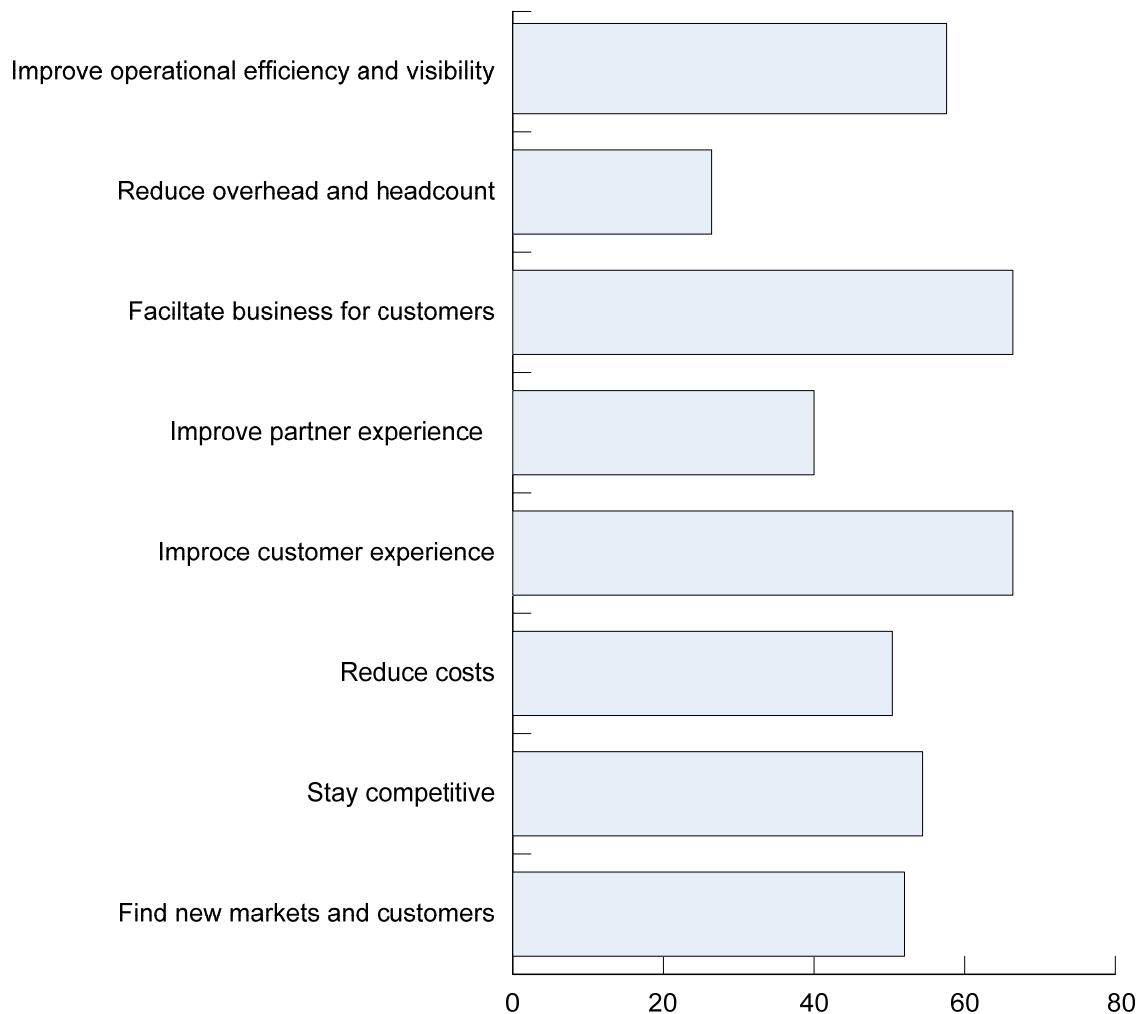 Improve operational efficiency and visibility
Reduce overhead and headcount
Faciltate business for customers
Improve partner experience
Improce customer experience
Reduce costs
Stay competitive
Find new markets and customers
0 20 40 60 80